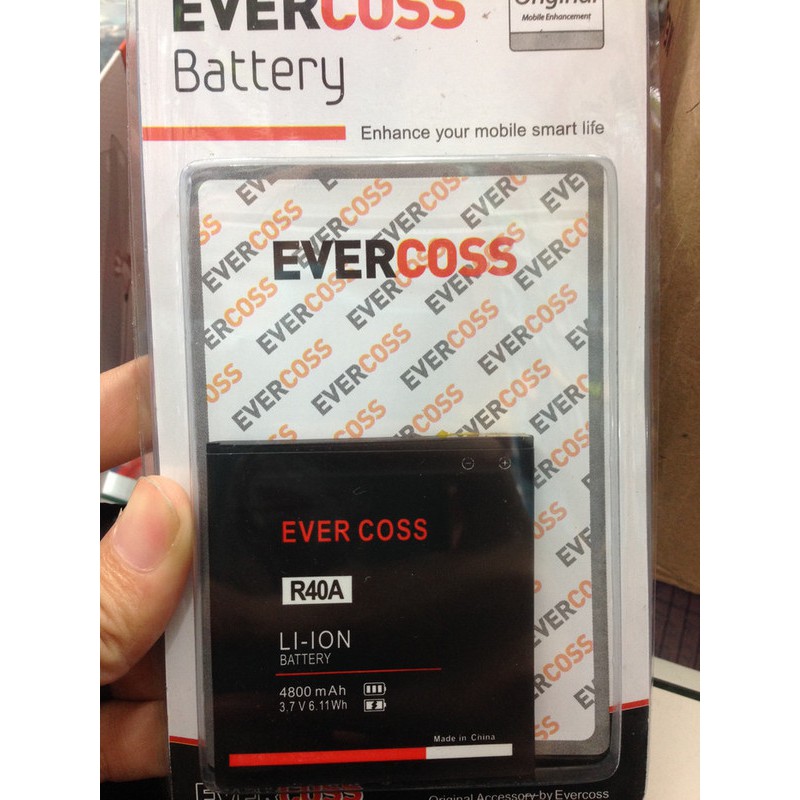 EVERCOSS
Battery
Original
Mobile Enhancement
Enhance your mobile smart life
EVERCOSS
EVER COSS
R40A
LI-ION
BATTERY
4800 mAh
3.7 V 6.11Wh
Made in China
EVERCOSS
Original Accessory by Evercoss